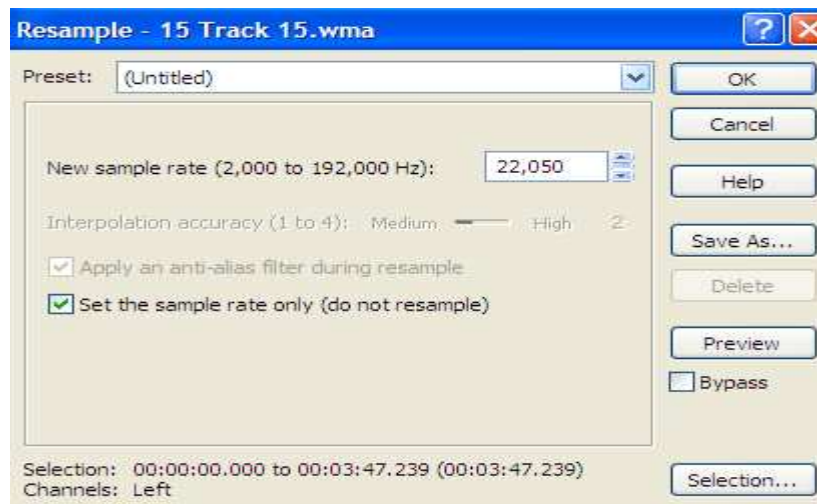 Resample - 15 Track 15.wma
Preset: (Untitled)
OK
Cancel
New sample rate (2,000 to 192,000 Hz): 22,050
Help
Interpolation accuracy (1 to 4): Medium High 2
Save As...
Apply an anti-alias filter during resample
Delete
Set the sample rate only (do not resample)
Preview
Bypass
Selection: 00:00:00.000 to 00:03:47.239 (00:03:47.239)
Channels: Left
Selection...